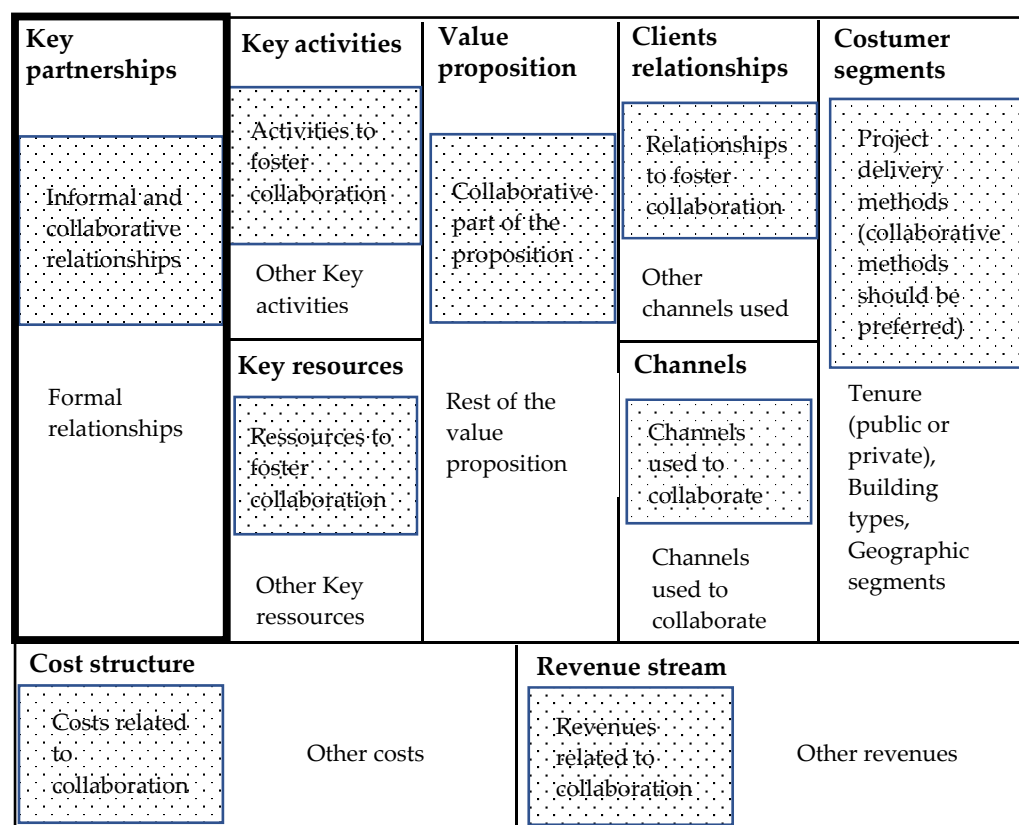 Key
partnerships
Informal and
collaborative
relationships
Formal
relationships
Key activities
Activities to
foster
collaboration
Other Key
activities
Key resources
Ressources to
foster
collaboration
Other Key
ressources
Value
proposition
Collaborative
part of the
proposition
Rest of the
value
proposition
Clients
relationships
Relationships
to foster
collaboration
Other
channels used
Channels
Channels
used to
collaborate
Channels
used to
collaborate
Costumer
segments
Project
delivery
methods
(collaborative
methods
should be
preferred)
Tenure
(public or
private),
Building
types,
Geographic
segments
Cost structure
Costs related
to
collaboration
Other costs
Revenue stream
Revenues
related to
collaboration
Other revenues